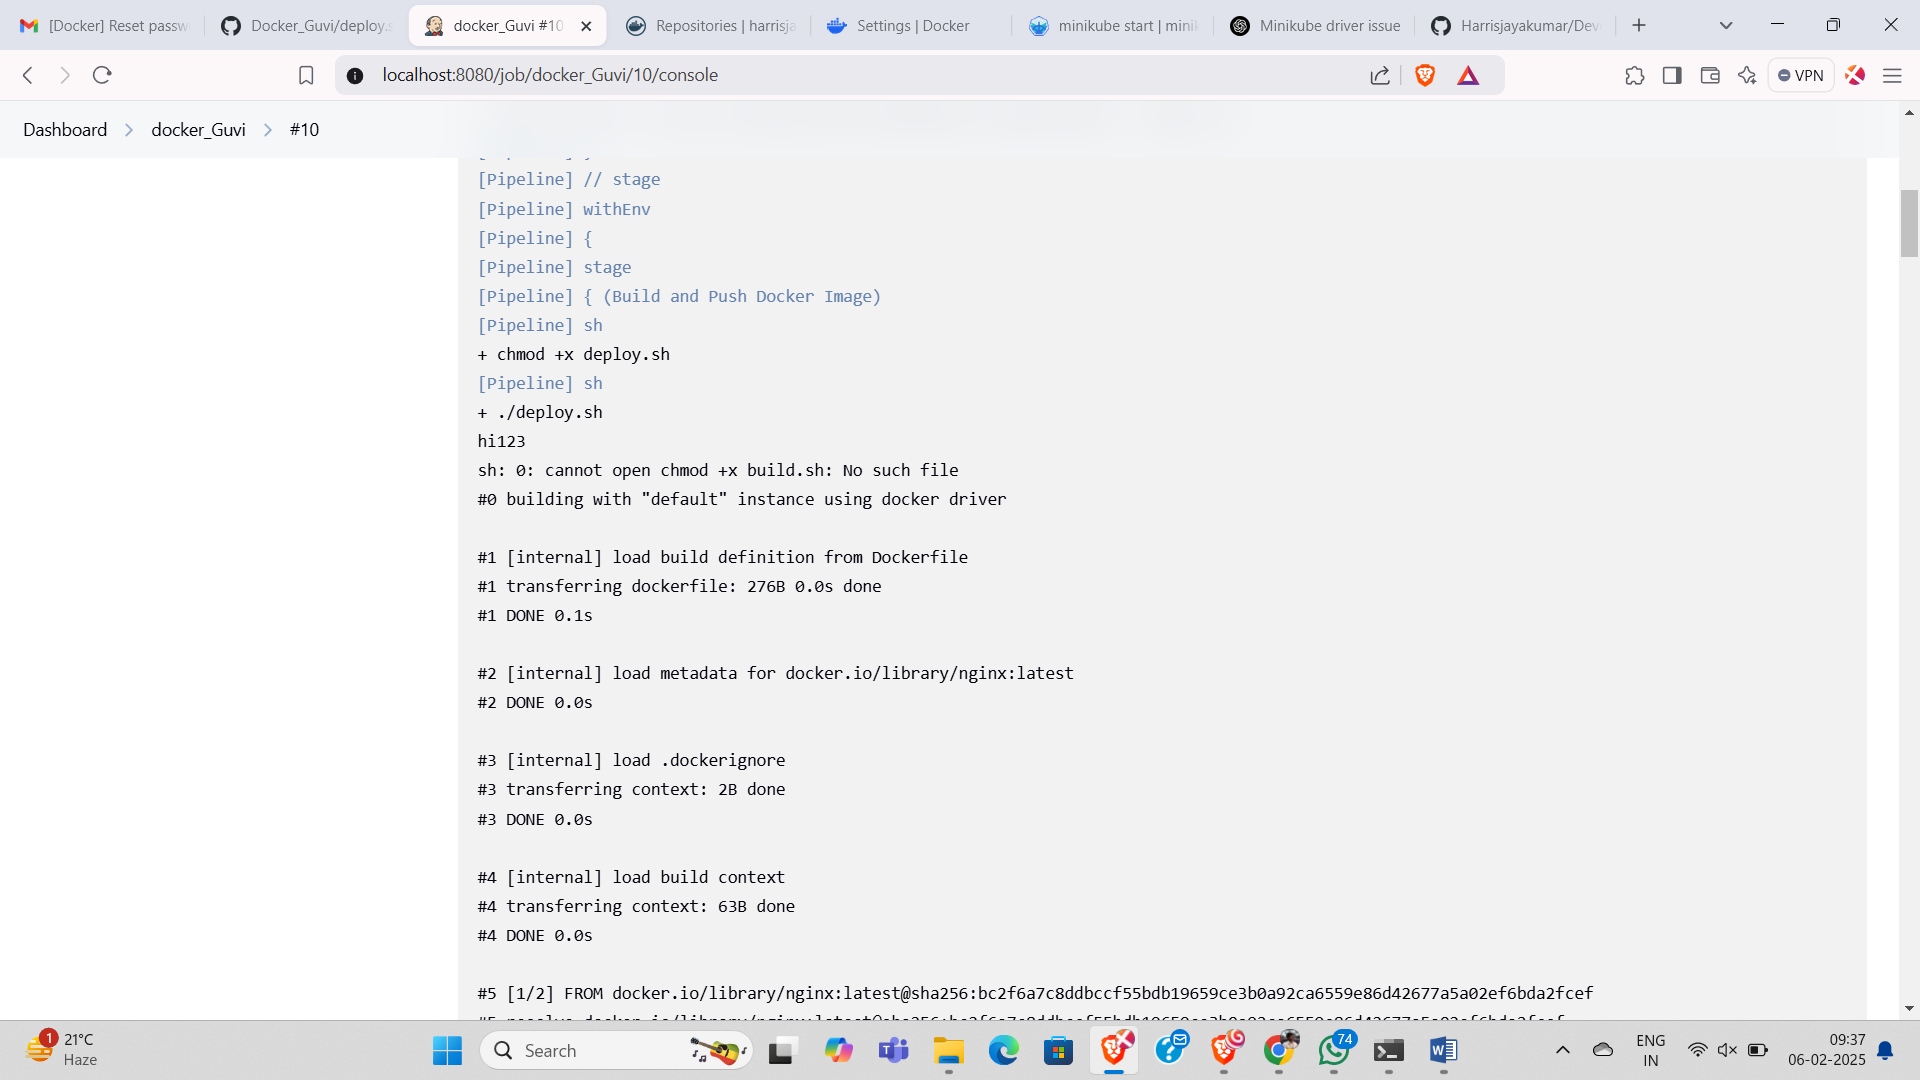 [Docker] Reset passw
Docker_Guvi/deploy.s
docker_Guvi #10
Repositories | harrisja
Settings | Docker
minikube start | mini
Minikube driver issue
Harrisjayakumar/Dev
localhost:8080/job/docker_Guvi/10/console
VPN
Dashboard
docker_Guvi
#10
[Pipeline] // stage
[Pipeline] withEnv
[Pipeline] {
[Pipeline] stage
[Pipeline] { (Build and Push Docker Image)
[Pipeline] sh
+ chmod +x deploy.sh
[Pipeline] sh
+ ./deploy.sh
hi123
sh: 0: cannot open chmod +x build.sh: No such file
#0 building with "default" instance using docker driver
#1 [internal] load build definition from Dockerfile
#1 transferring dockerfile: 276B 0.0s done
#1 DONE 0.1s
#2 [internal] load metadata for docker.io/library/nginx:latest
#2 DONE 0.0s
#3 [internal] load .dockerignore
#3 transferring context: 2B done
#3 DONE 0.0s
#4 [internal] load build context
#4 transferring context: 63B done
#4 DONE 0.0s
#5 [1/2] FROM docker.io/library/nginx:latest@sha256:bc2f6a7c8ddbccf55bdb19659ce3b0a92ca6559e86d42677a5a02ef6bda2fcef
1
21°C
Haze
Search
74
ENG
IN
09:37
06-02-2025